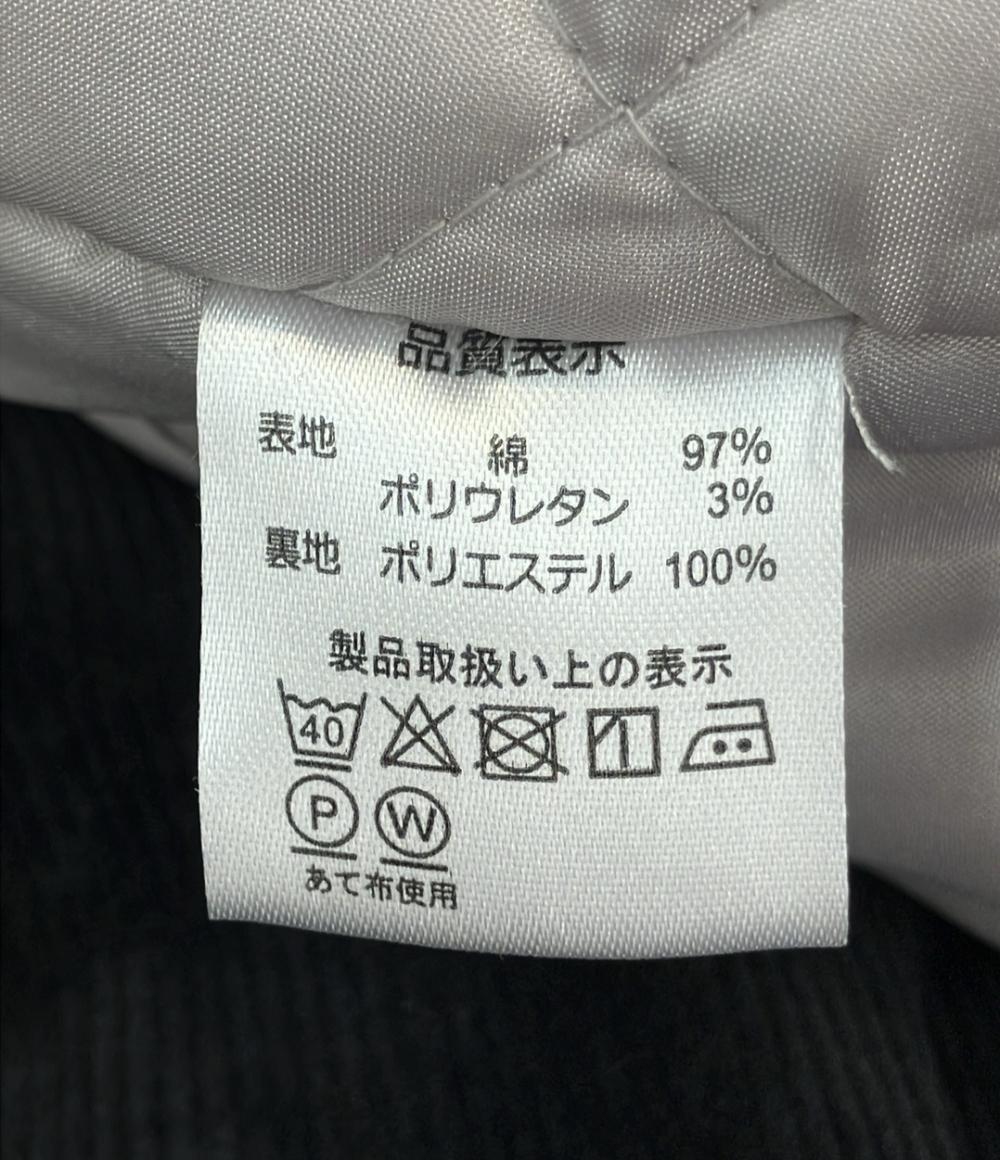 品質表示
表地 綿 97%
ポリウレタン 3%
裏地 ポリエステル 100%
製品取扱い上の表示
40
P W
あて布使用